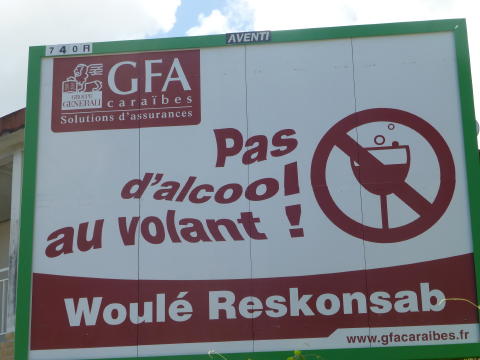 740R
AVENTI
GROUPE
GENERALI
GFA
caraïbes
Solutions d'assurances
Pas
d'alcool
au volant !
Woulé Reskonsab
www.gfacaraibes.fr